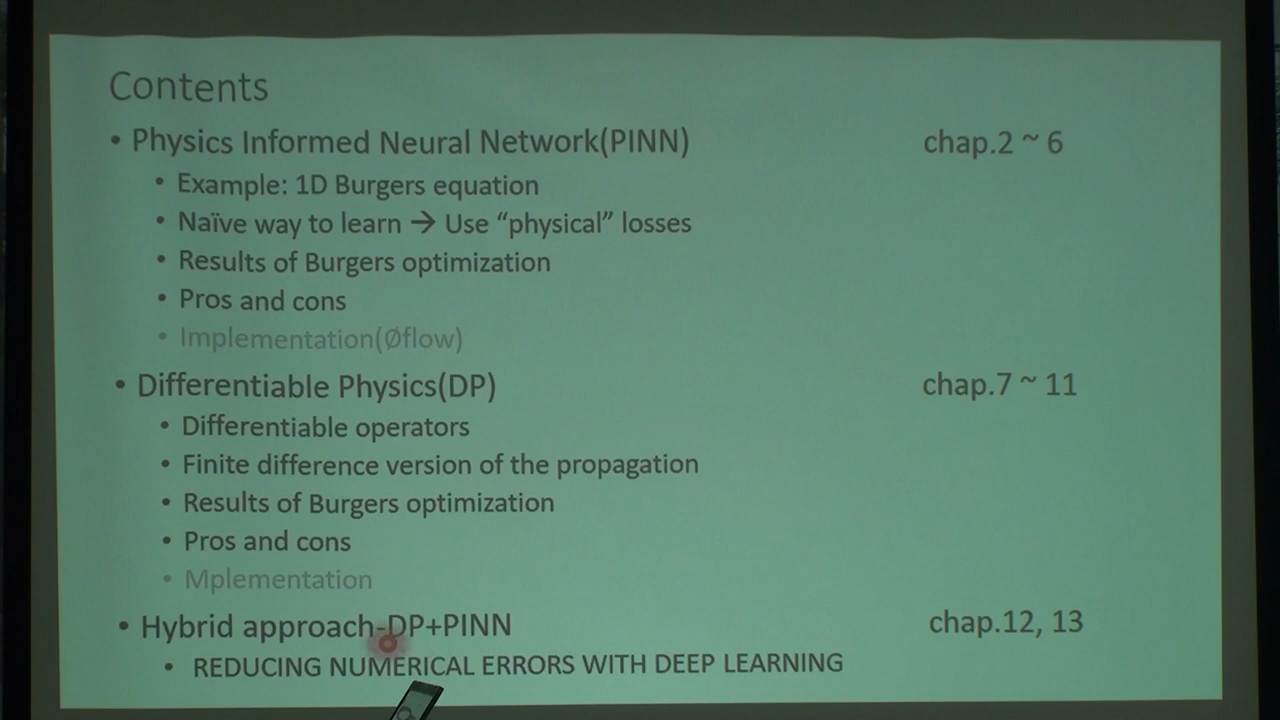 Contents
• Physics Informed Neural Network(PINN) chap.2 ~ 6
• Example: 1D Burgers equation
• Naïve way to learn → Use “physical” losses
• Results of Burgers optimization
• Pros and cons
• Implementation(Øflow)
• Differentiable Physics(DP) chap.7 ~ 11
• Differentiable operators
• Finite difference version of the propagation
• Results of Burgers optimization
• Pros and cons
• Mplementation
• Hybrid approach-DP+PINN chap.12, 13
• REDUCING NUMERICAL ERRORS WITH DEEP LEARNING